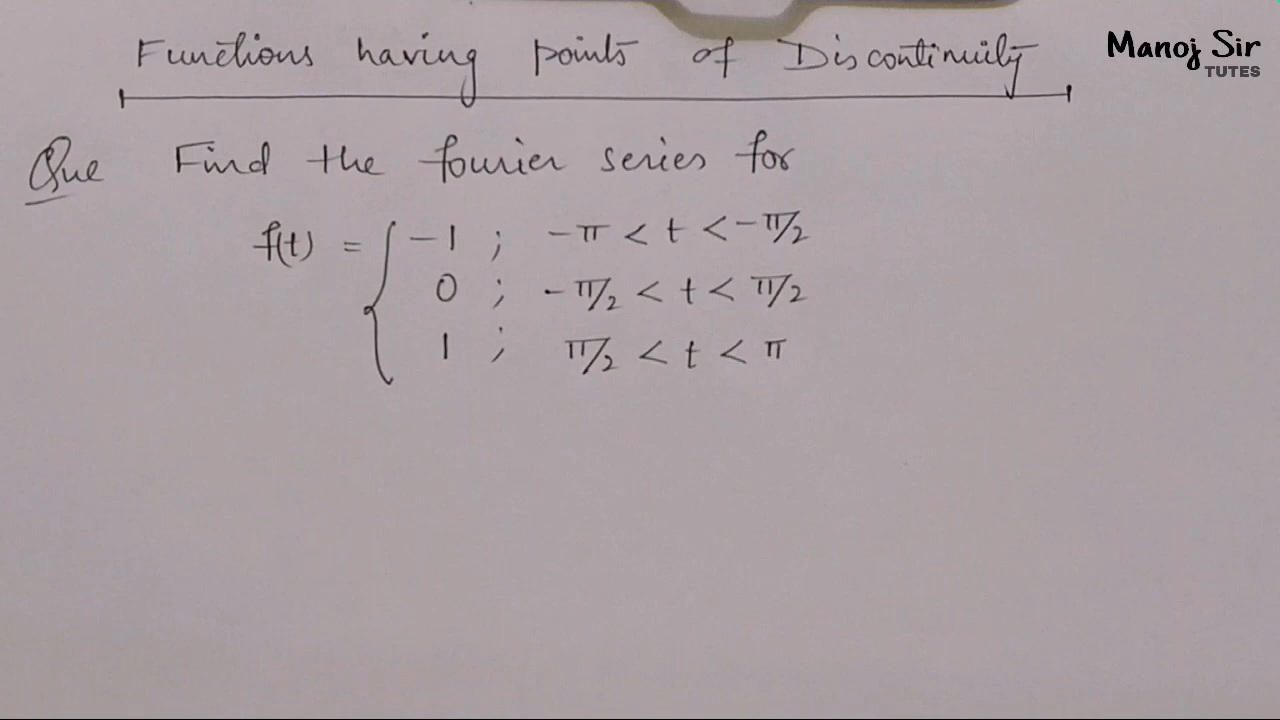 Functions having points of Discontinuity
Manoj Sir
TUTES
Que Find the fourier series for
f(t) = { -1 ; -π < t < -π/2
0 ; -π/2 < t < π/2
1 ; π/2 < t < π